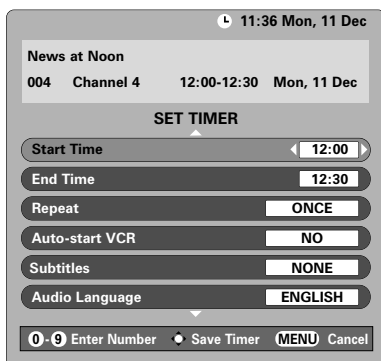 11:36 Mon, 11 Dec
News at Noon
004 Channel 4 12:00-12:30 Mon, 11 Dec
SET TIMER
Start Time 12:00
End Time 12:30
Repeat ONCE
Auto-start VCR NO
Subtitles NONE
Audio Language ENGLISH
0-9 Enter Number Save Timer MENU Cancel